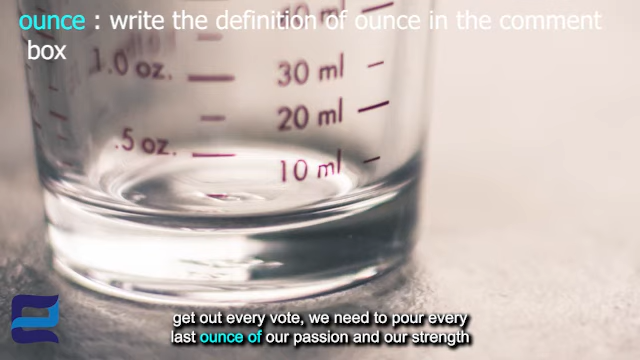 ounce : write the definition of ounce in the comment
box
1.0 oz.
30 ml
20 ml
.5 oz.
10 ml
get out every vote, we need to pour every
last ounce of our passion and our strength